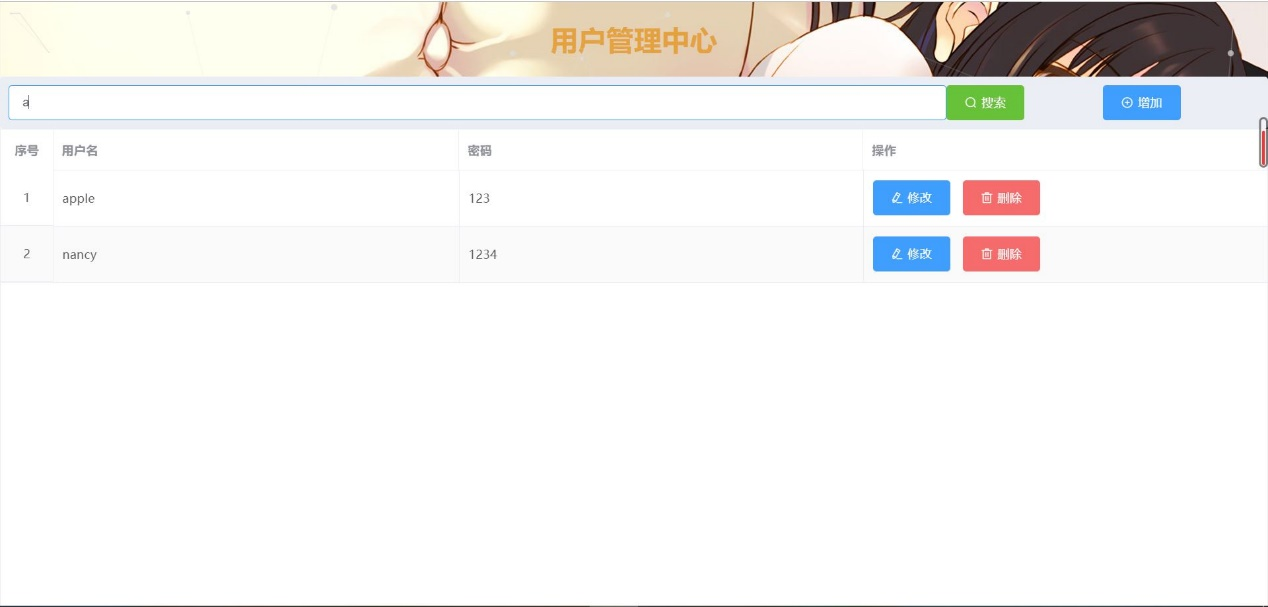 用户管理中心
a 搜索 增加
序号 用户名 密码 操作
1 apple 123 修改 删除
2 nancy 1234 修改 删除